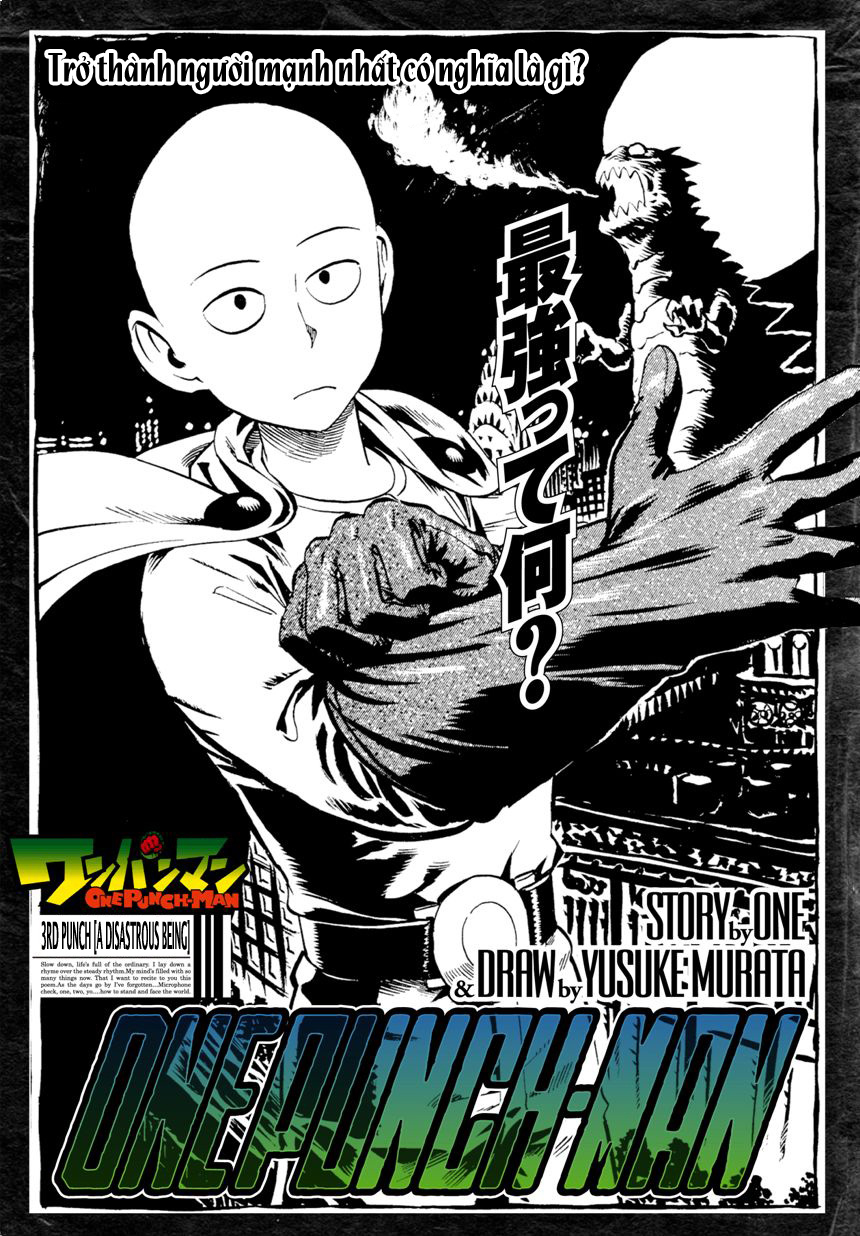 Trở thành người mạnh nhất có nghĩa là gì?
最強って何?
ワンパンマン
ONEPUNCH-MAN
3RD PUNCH [A DISASTROUS BEING]
Slow down, life's full of the ordinary. I lay down a
rhyme over the steady rhythm.My mind's filled with so
many things now. That I want to recite to you this
poem.As the days go by I've forgotten...Microphone
check, one, two, yo....how to stand and face the world.
STORY by ONE
& DRAW by YUSUKE MURATA
ONEPUNCH-MAN